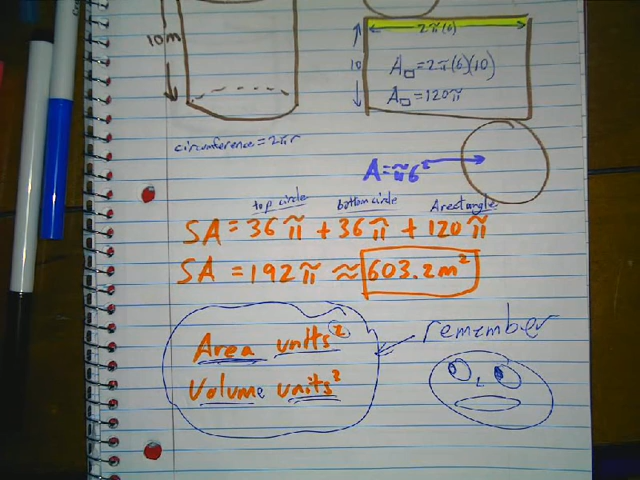 2π(6)
10m
10
A□=2π(6)(10)
A□=120π
circumference=2πr
A=π6²
top circle bottom circle A rectangle
SA=36π+36π+120π
SA=192π≈603.2m²
remember
Area units²
Volume units³